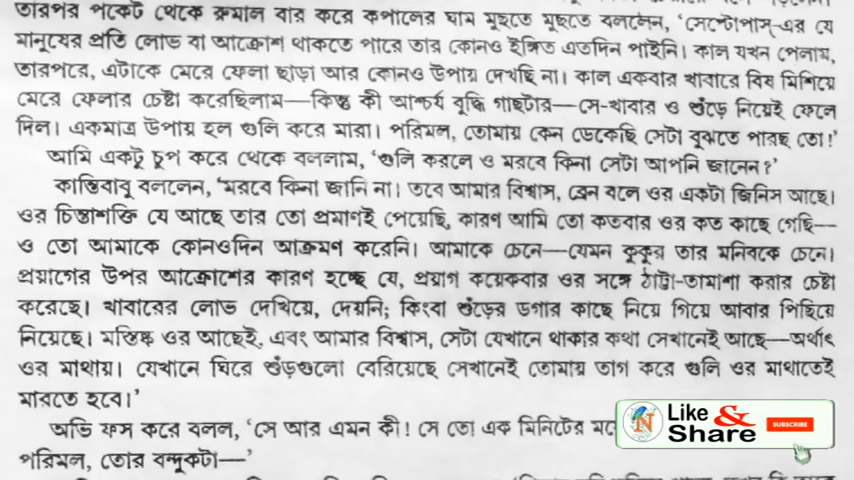 তারপর পকেট থেকে রুমাল বার করে কপালের ঘাম মুছতে মুছতে বললেন, ‘সেপ্টোপাস্-এর যে
মানুষের প্রতি লোভ বা আক্রোশ থাকতে পারে তার কোনও ইঙ্গিত এতদিন পাইনি। কাল যখন পেলাম,
তারপরে, এটাকে মেরে ফেলা ছাড়া আর কোনও উপায় দেখছি না। কাল একবার খাবারে বিষ মিশিয়ে
মেরে ফেলার চেষ্টা করেছিলাম—কিন্তু কী আশ্চর্য বুদ্ধি গাছটার—সে-খাবার ও শুঁড়ে নিয়েই ফেলে
দিল। একমাত্র উপায় হল গুলি করে মারা। পরিমল, তোমায় কেন ডেকেছি সেটা বুঝতে পারছ তো!’
আমি একটু চুপ করে থেকে বললাম, ‘গুলি করলে ও মরবে কিনা সেটা আপনি জানেন?’
কান্তিবাবু বললেন, ‘মরবে কিনা জানি না। তবে আমার বিশ্বাস, ব্রেন বলে ওর একটা জিনিস আছে।
ওর চিন্তাশক্তি যে আছে তার তো প্রমাণই পেয়েছি, কারণ আমি তো কতবার ওর কত কাছে গেছি—
ও তো আমাকে কোনওদিন আক্রমণ করেনি। আমাকে চেনে—যেমন কুকুর তার মনিবকে চেনে।
প্রয়াগের উপর আক্রোশের কারণ হচ্ছে যে, প্রয়াগ কয়েকবার ওর সঙ্গে ঠাট্টা-তামাশা করার চেষ্টা
করেছে। খাবারের লোভ দেখিয়ে, দেয়নি; কিংবা শুঁড়ের ডগার কাছে নিয়ে গিয়ে আবার পিছিয়ে
নিয়েছে। মস্তিষ্ক ওর আছেই, এবং আমার বিশ্বাস, সেটা যেখানে থাকার কথা সেখানেই আছে—অর্থাৎ
ওর মাথায়। যেখানে ঘিরে শুঁড়গুলো বেরিয়েছে সেখানেই তোমায় তাগ করে গুলি ওর মাথাতেই
মারতে হবে।’
অভি ফস করে বলল, ‘সে আর এমন কী! সে তো এক মিনিটের
পরিমল, তোর বন্দুকটা—’
Like &
Share
SUBSCRIBE